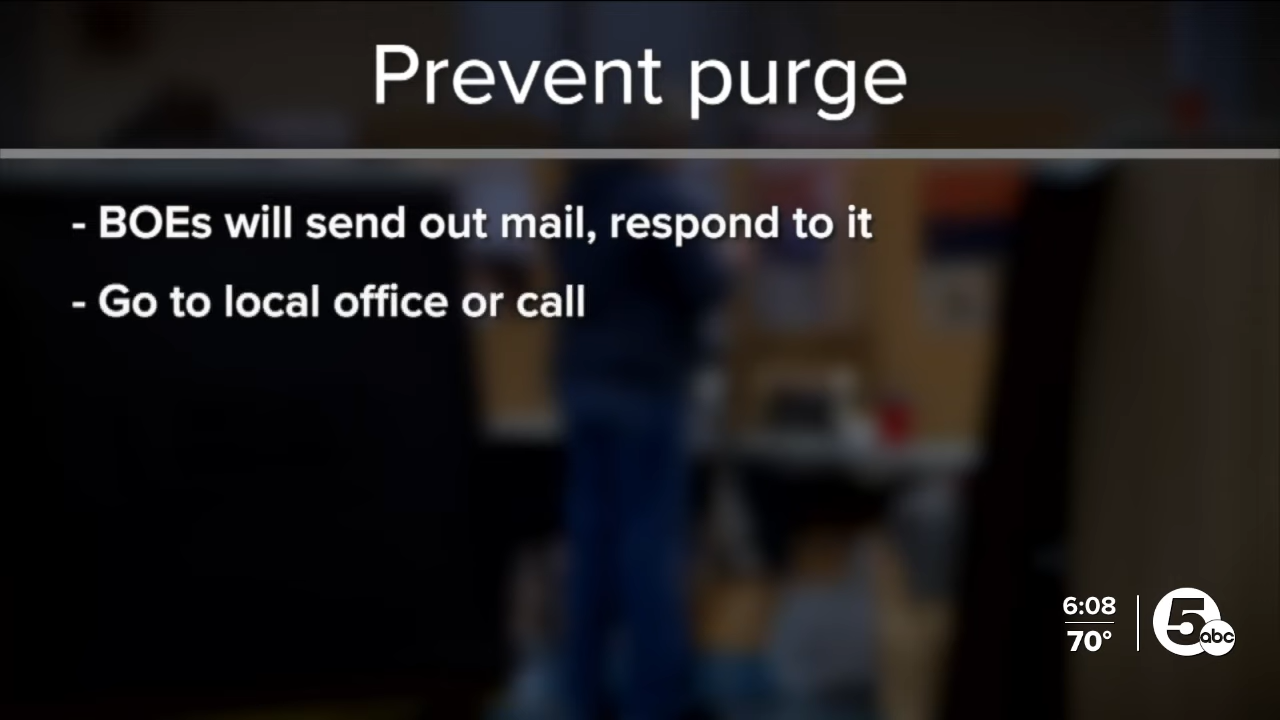 Prevent purge
- BOEs will send out mail, respond to it
- Go to local office or call
6:08
70°
5
abc